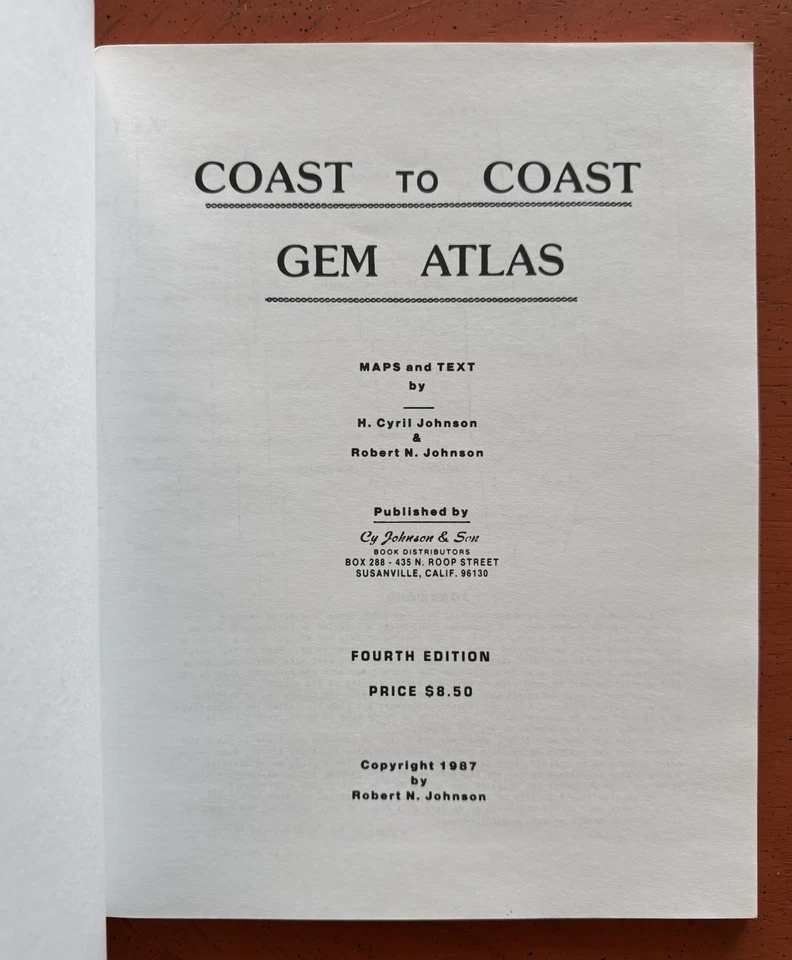 COAST TO COAST
GEM ATLAS
MAPS and TEXT
by
H. Cyril Johnson
&
Robert N. Johnson
Published by
Cy Johnson & Son
BOOK DISTRIBUTORS
BOX 288 - 435 N. ROOP STREET
SUSANVILLE, CALIF. 96130
FOURTH EDITION
PRICE $8.50
Copyright 1987
by
Robert N. Johnson